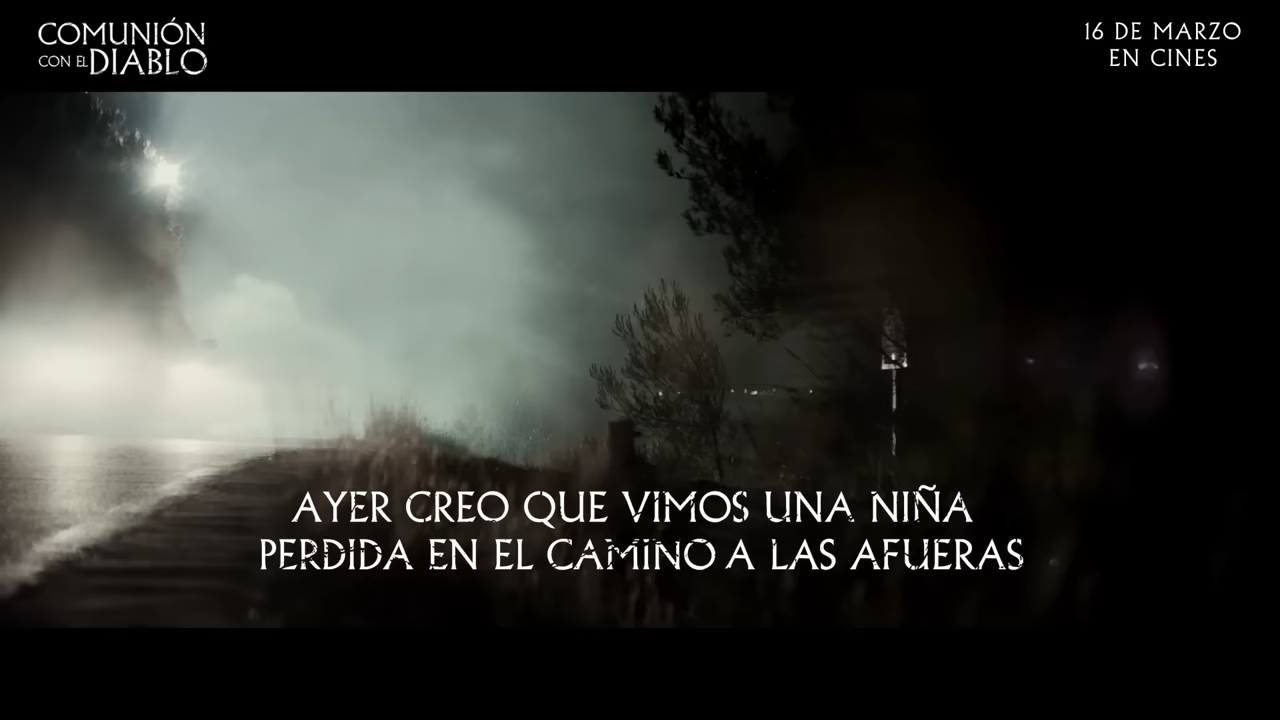 COMUNIÓN
CON EL DIABLO
16 DE MARZO
EN CINES
AYER CREO QUE VIMOS UNA NIÑA
PERDIDA EN EL CAMINO A LAS AFUERAS